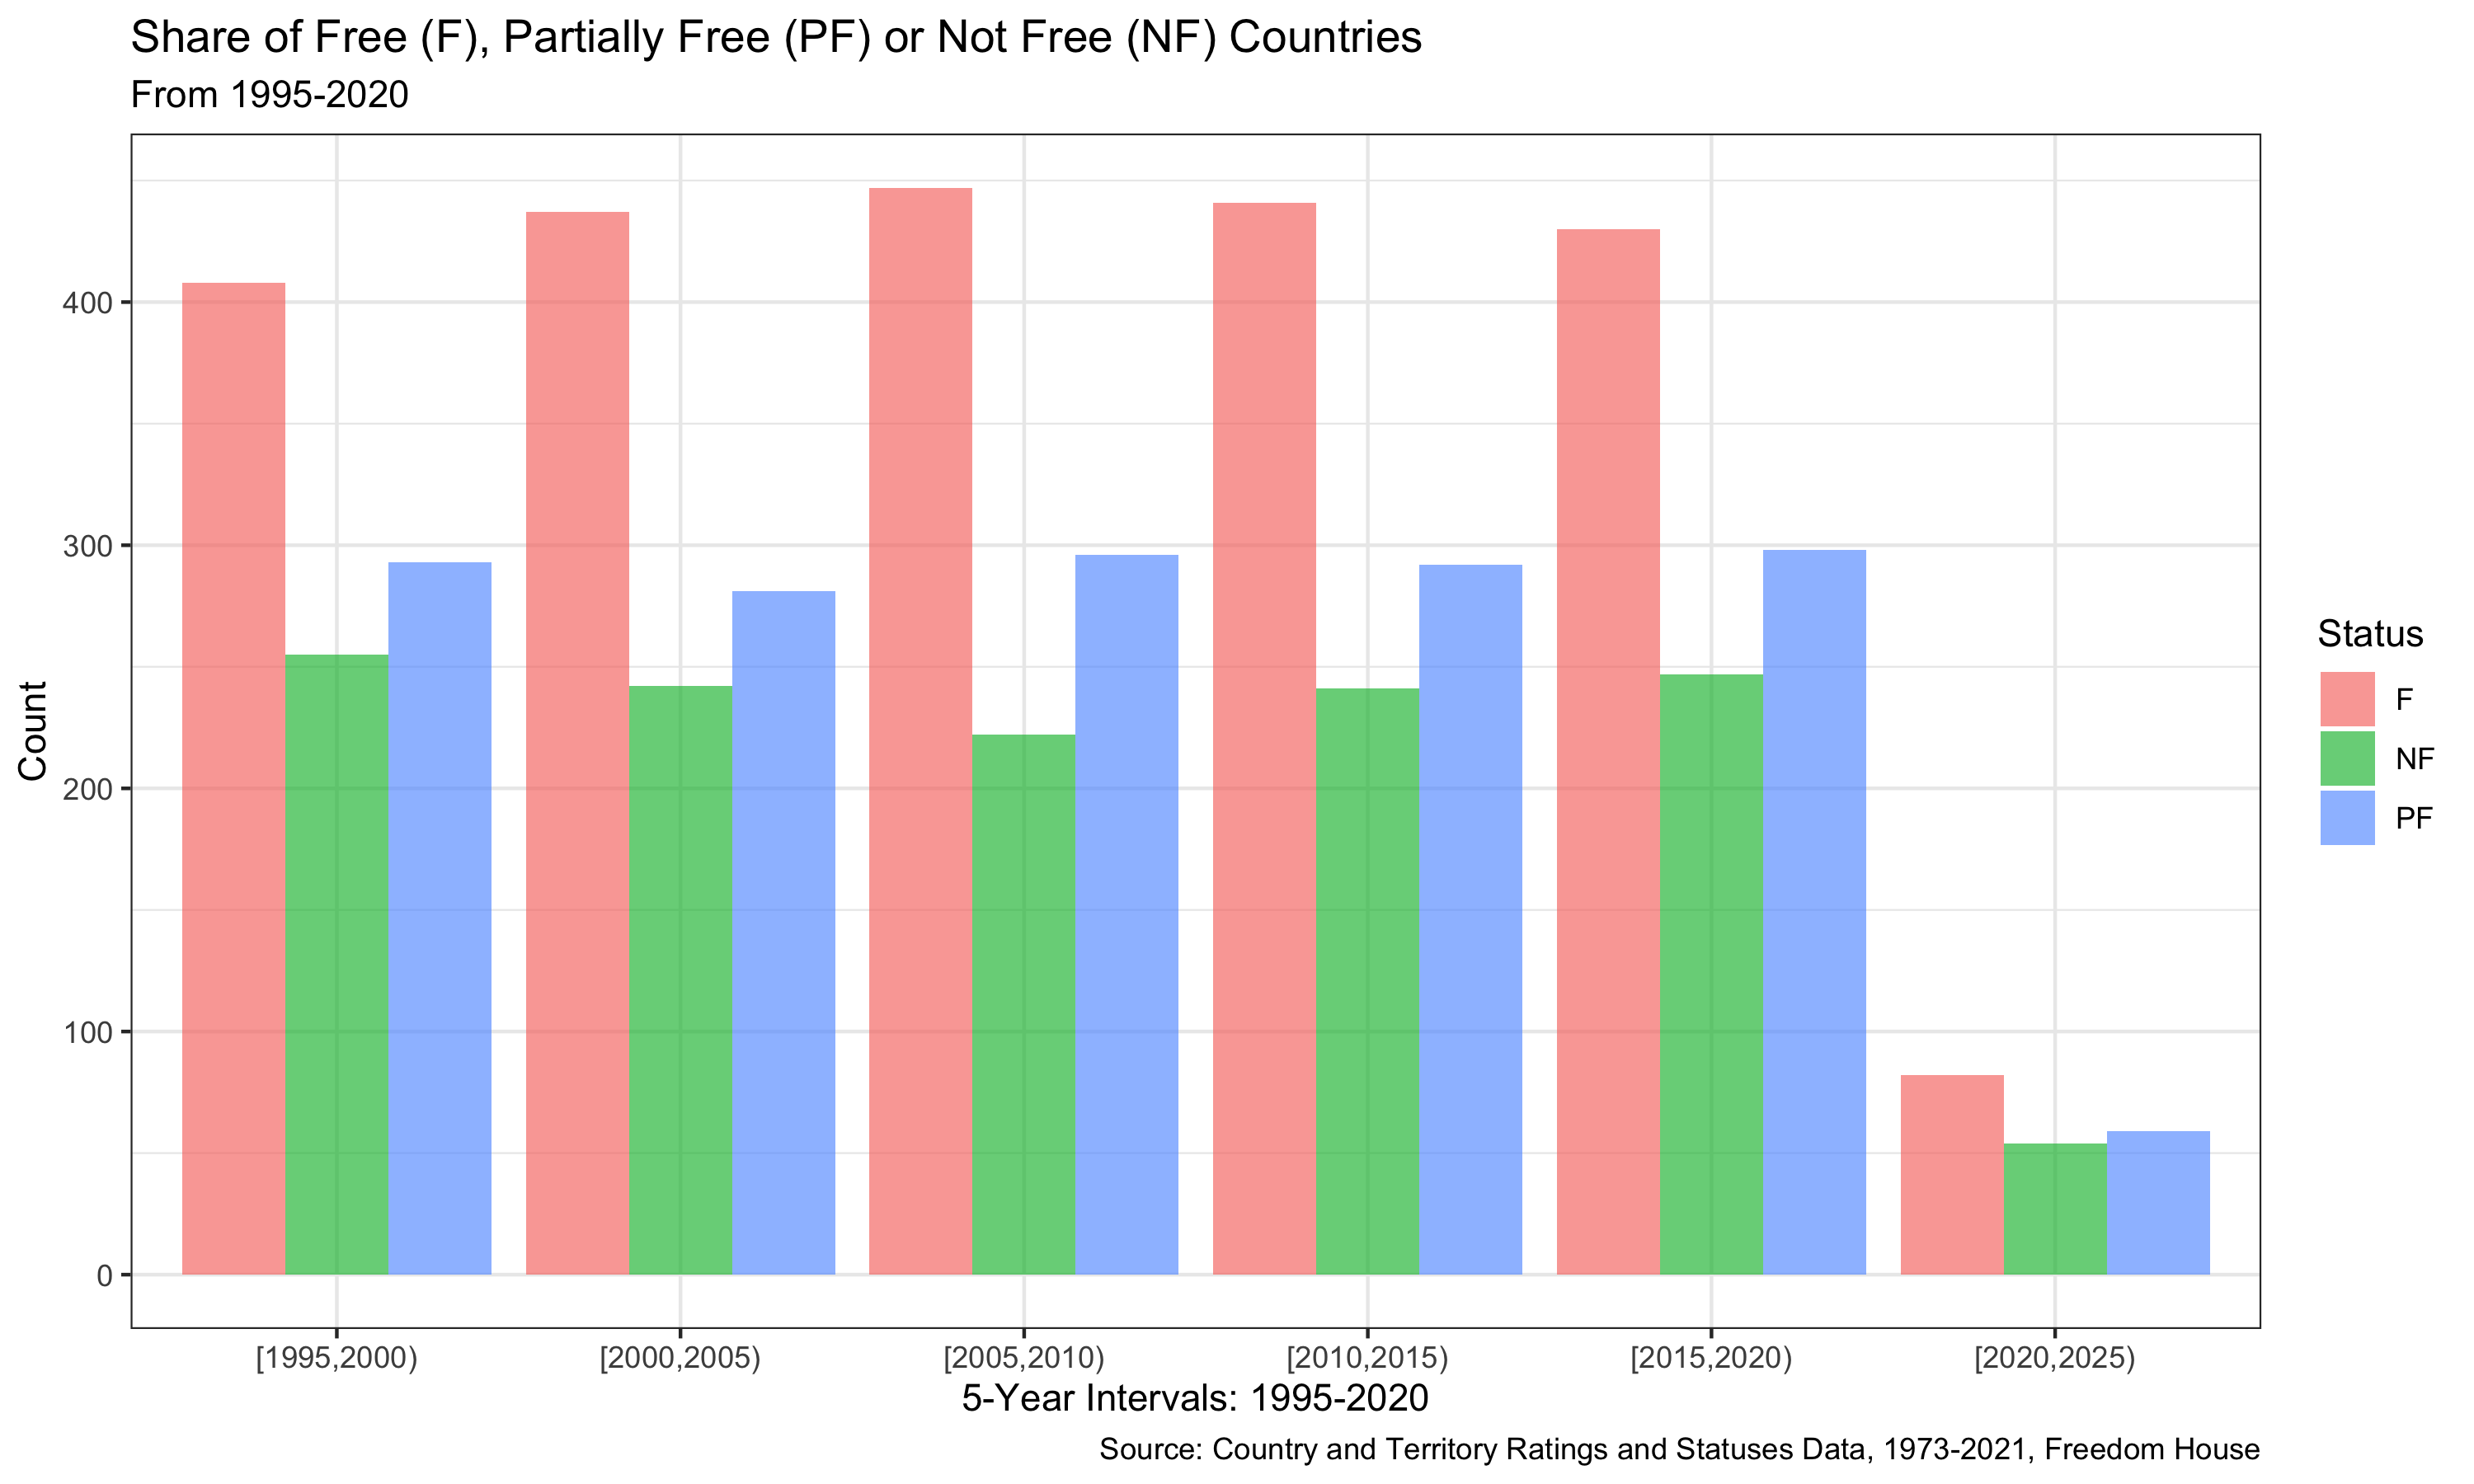 Share of Free (F), Partially Free (PF) or Not Free (NF) Countries
From 1995-2020
Count
400
300
200
100
0
[1995,2000)
[2000,2005)
[2005,2010)
[2010,2015)
[2015,2020)
[2020,2025)
5-Year Intervals: 1995-2020
Status
F
NF
PF
Source: Country and Territory Ratings and Statuses Data, 1973-2021, Freedom House